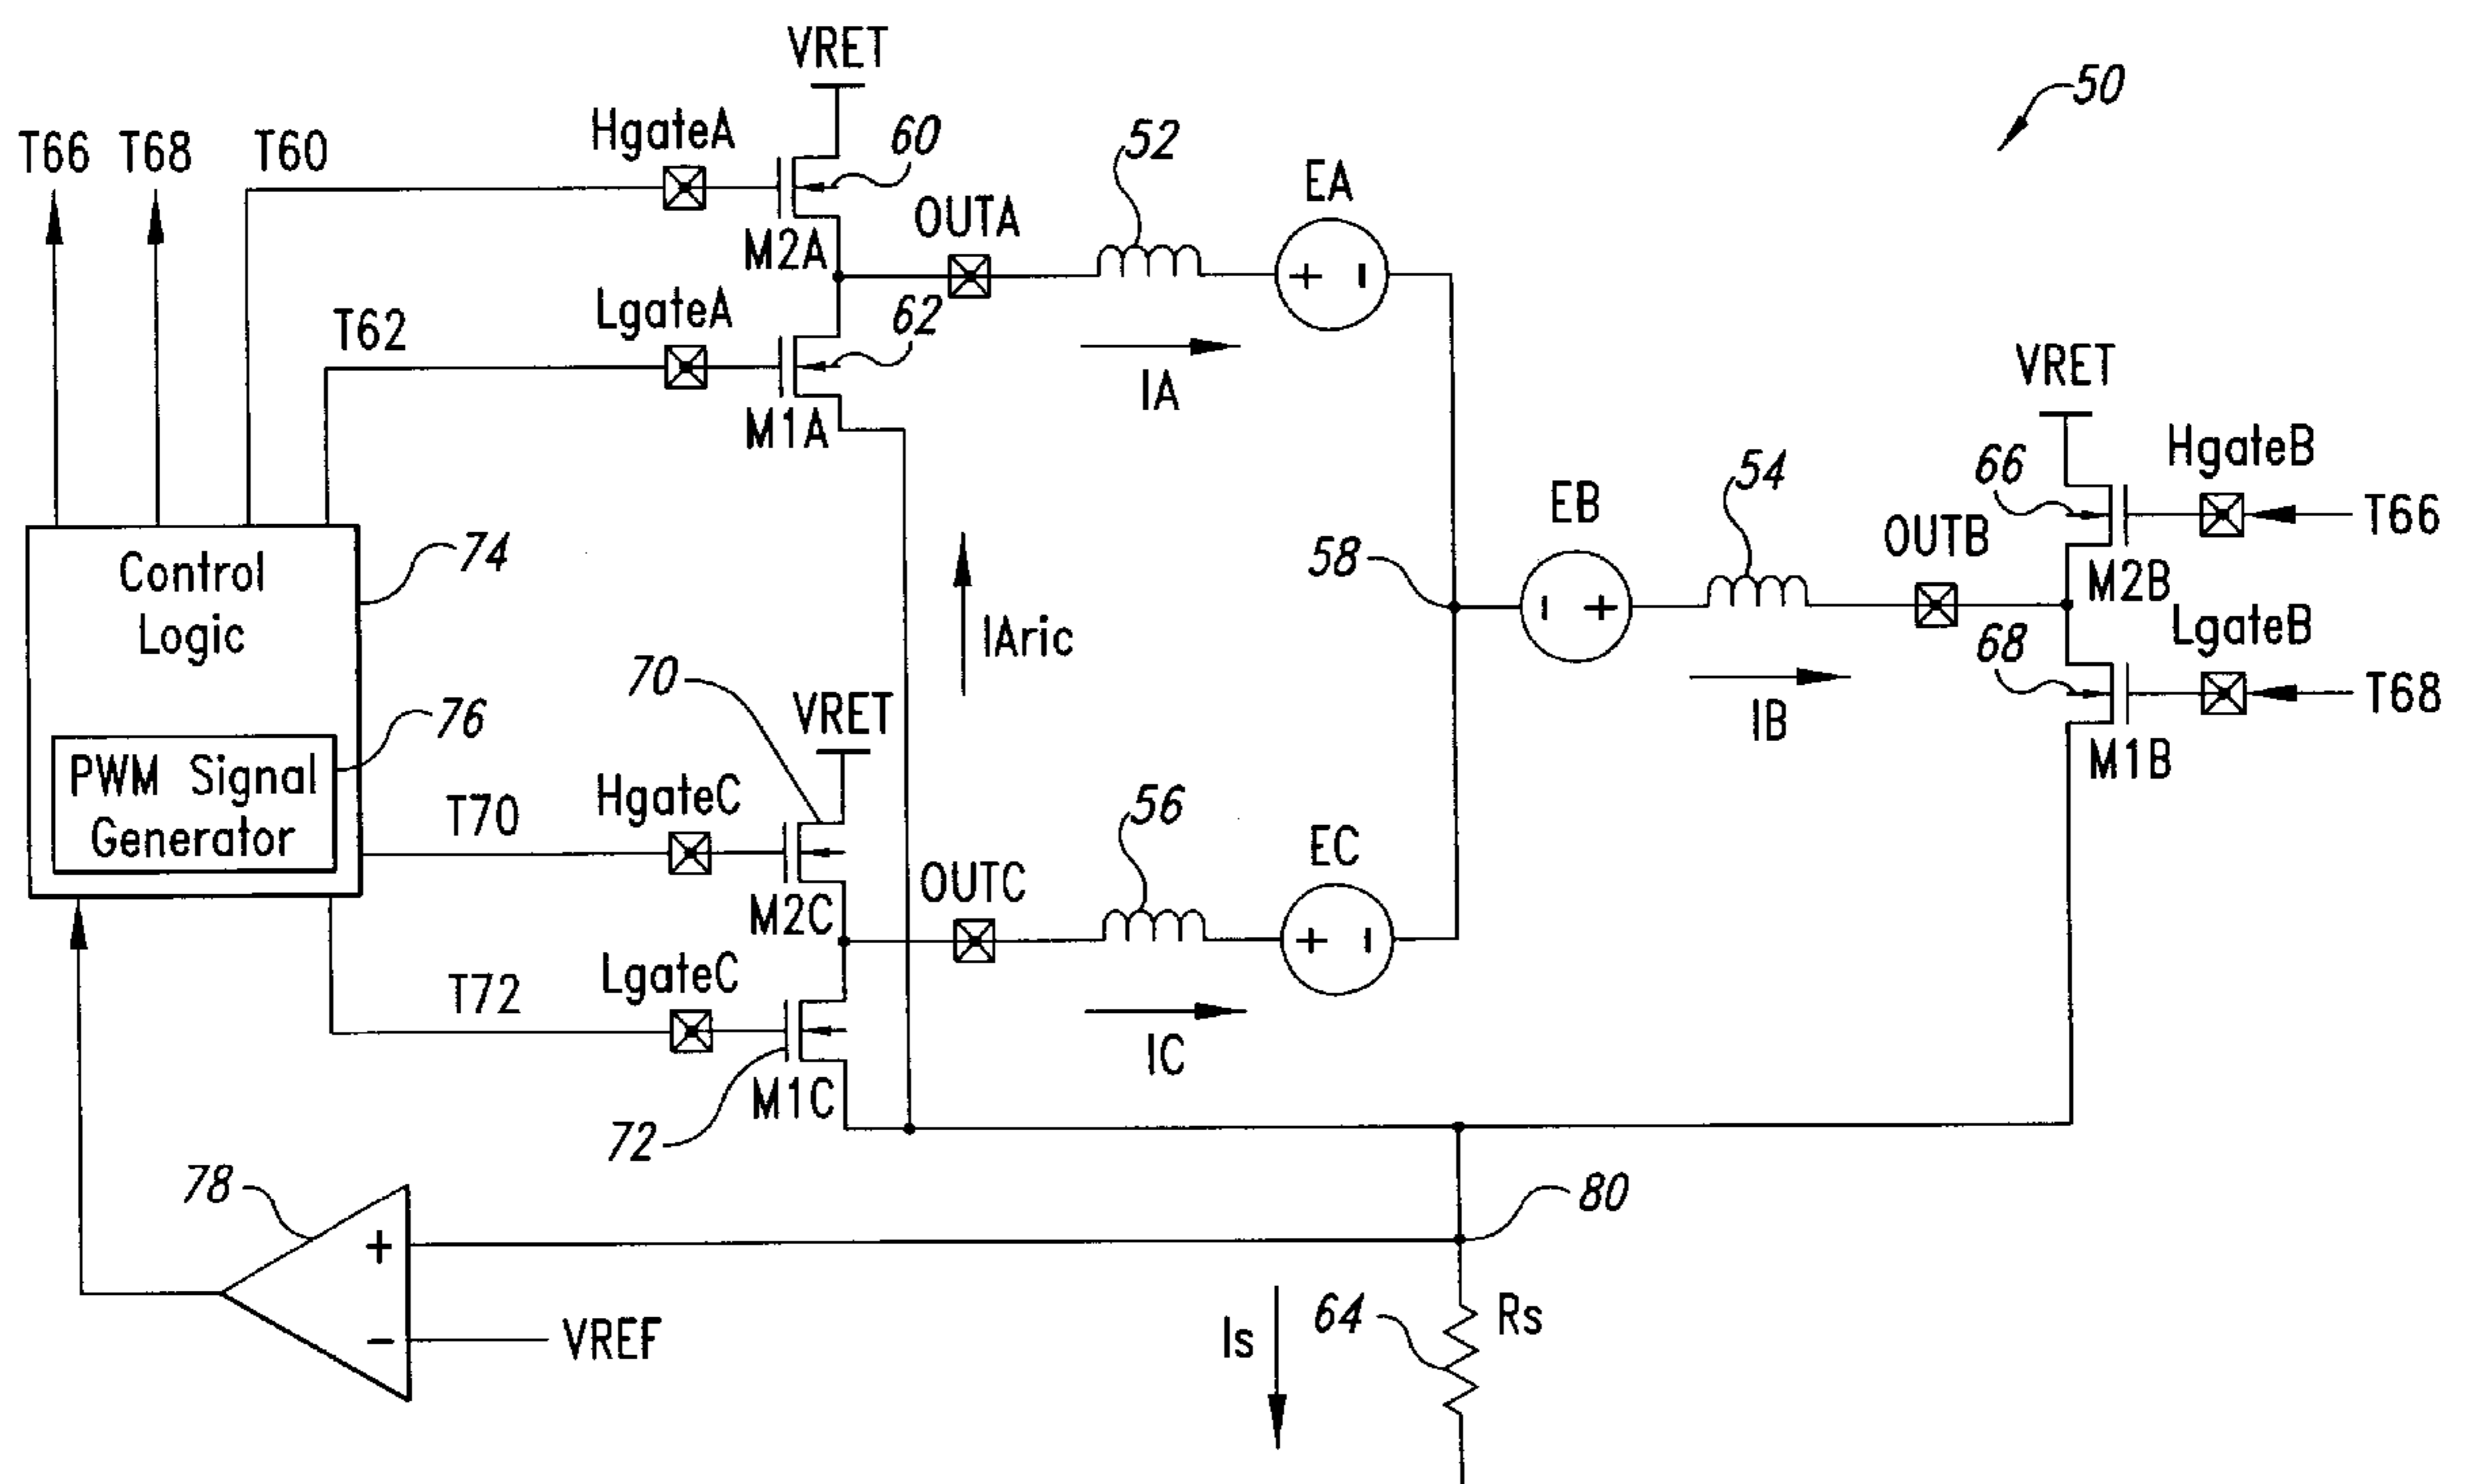 VRET
50
T66
T68
T60
HgateA
60
52
EA
M2A
OUTA
T62
LgateA
62
M1A
IA
VRET
HgateB
66
T66
54
EB
OUTB
M2B
58
68
LgateB
T68
IB
M1B
Control
Logic
74
IAric
70
VRET
76
PWM Signal
Generator
T70
HgateC
56
EC
M2C
OUTC
T72
LgateC
IC
M1C
72
78
80
+
-
VREF
Is
64
Rs